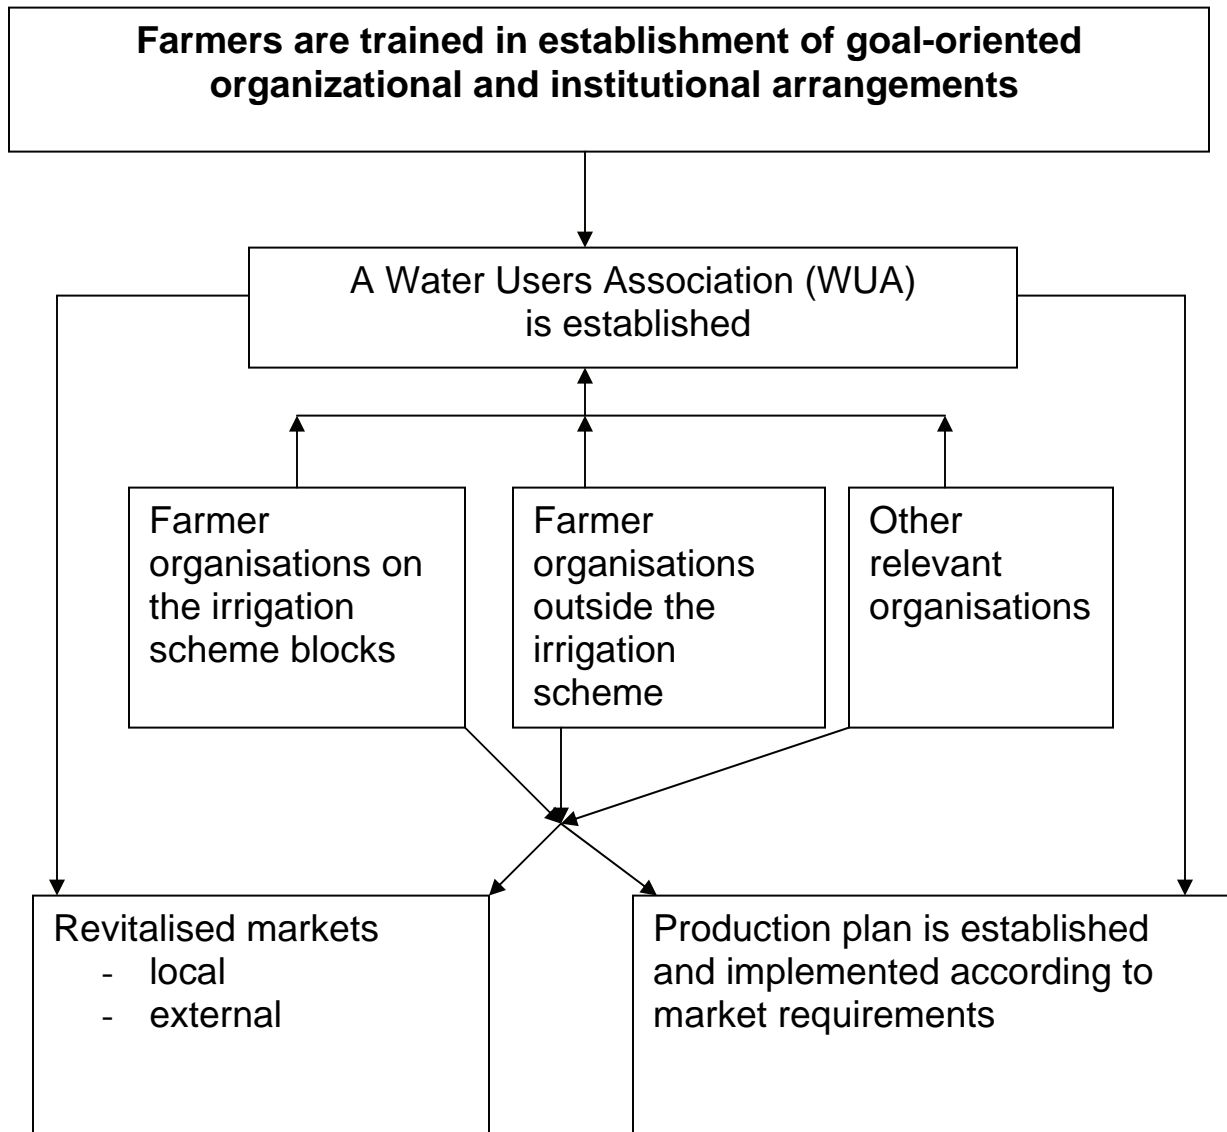 Farmers are trained in establishment of goal-oriented
organizational and institutional arrangements
A Water Users Association (WUA)
is established
Farmer
organisations on
the irrigation
scheme blocks
Farmer
organisations
outside the
irrigation
scheme
Other
relevant
organisations
Revitalised markets
- local
- external
Production plan is established
and implemented according to
market requirements